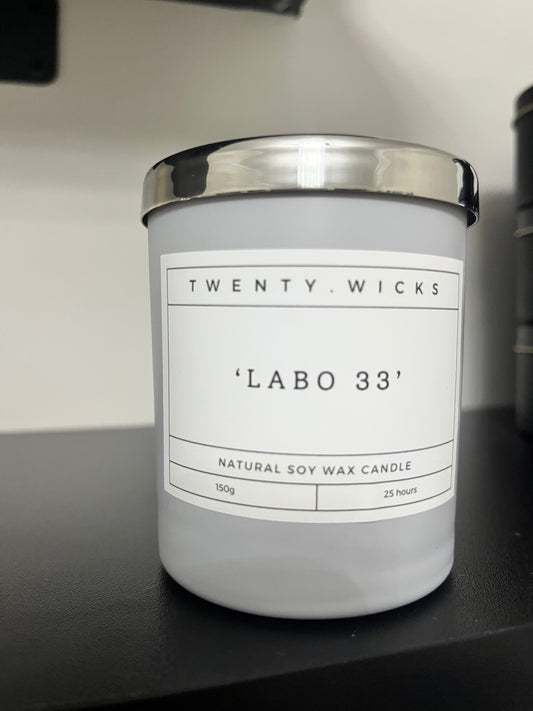 TWENTY.WICKS
‘LABO 33’
NATURAL SOY WAX CANDLE
150g
25 hours